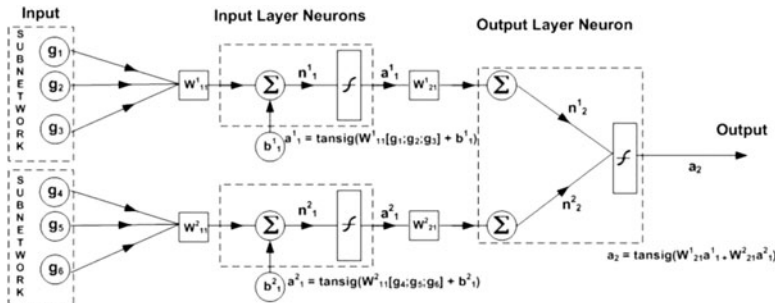 Input
Input Layer Neurons
Output Layer Neuron
SUBNETWORK
g₁
g₂
g₃
W¹₁₁
Σ
n¹₁
ʃ
a¹₁
W¹₂₁
Σ
n¹₂
b¹₁
a¹₁ = tansig(W¹₁₁[g₁;g₂;g₃] + b¹₁)
ʃ
Output
a₂
SUBNETWORK
g₄
g₅
g₆
W²₁₁
Σ
n²₁
ʃ
a²₁
W²₂₁
Σ
n²₂
b²₁
a²₁ = tansig(W²₁₁[g₄;g₅;g₆] + b²₁)
a₂ = tansig(W¹₂₁a¹₁ + W²₂₁a²₁)